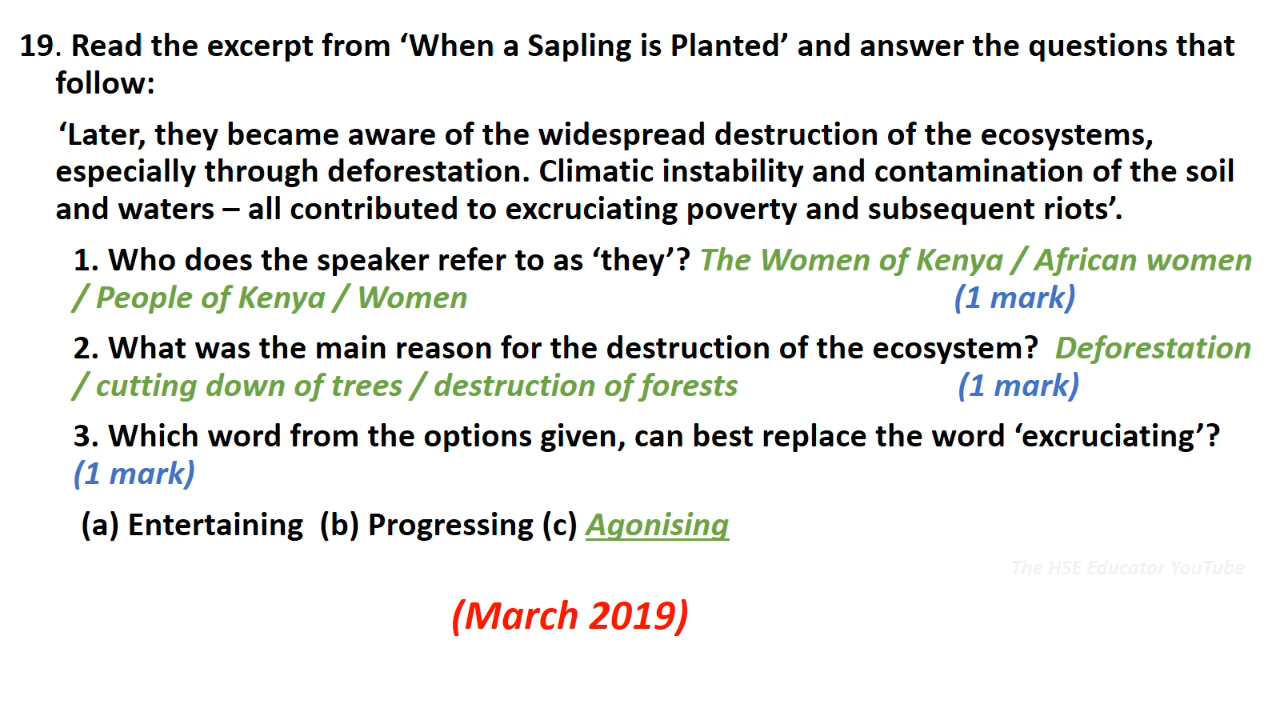 19. Read the excerpt from ‘When a Sapling is Planted’ and answer the questions that
follow:
‘Later, they became aware of the widespread destruction of the ecosystems,
especially through deforestation. Climatic instability and contamination of the soil
and waters – all contributed to excruciating poverty and subsequent riots’.
1. Who does the speaker refer to as ‘they’? The Women of Kenya / African women
/ People of Kenya / Women (1 mark)
2. What was the main reason for the destruction of the ecosystem? Deforestation
/ cutting down of trees / destruction of forests (1 mark)
3. Which word from the options given, can best replace the word ‘excruciating’?
(1 mark)
(a) Entertaining (b) Progressing (c) Agonising
The HSE Educator YouTube
(March 2019)